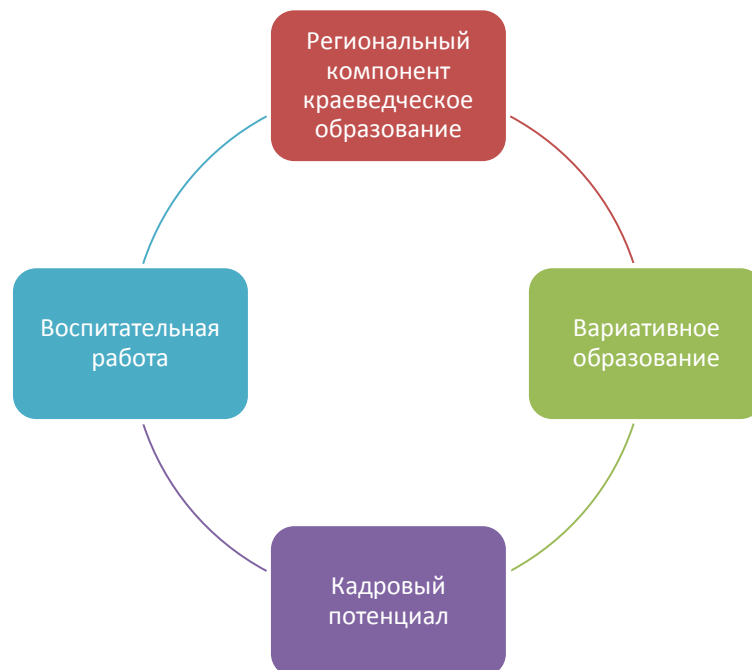 Региональный
компонент
краеведческое
образование
Воспитательная
работа
Вариативное
образование
Кадровый
потенциал